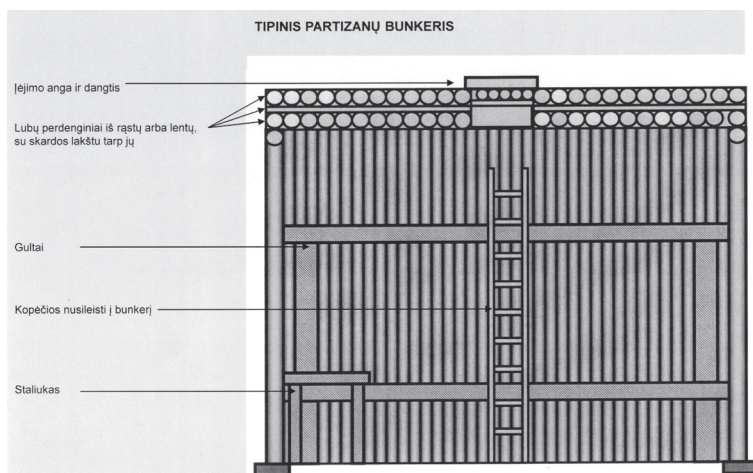 TIPINIS PARTIZANŲ BUNKERIS
Įėjimo anga ir dangtis
Lubų perdenginiai iš rąstų arba lentų,
su skardos lakštu tarp jų
Gultai
Kopėčios nusileisti į bunkerį
Staliukas